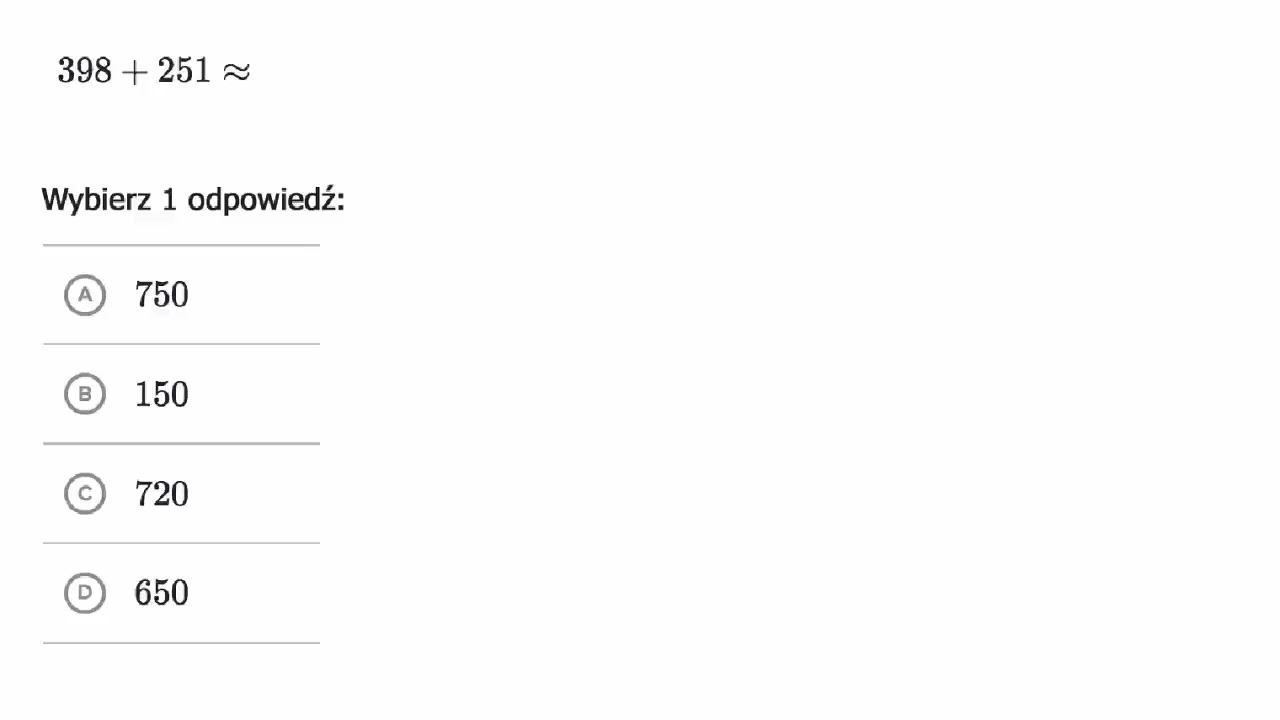 398 + 251 ≈
Wybierz 1 odpowiedź:
A 750
B 150
C 720
D 650